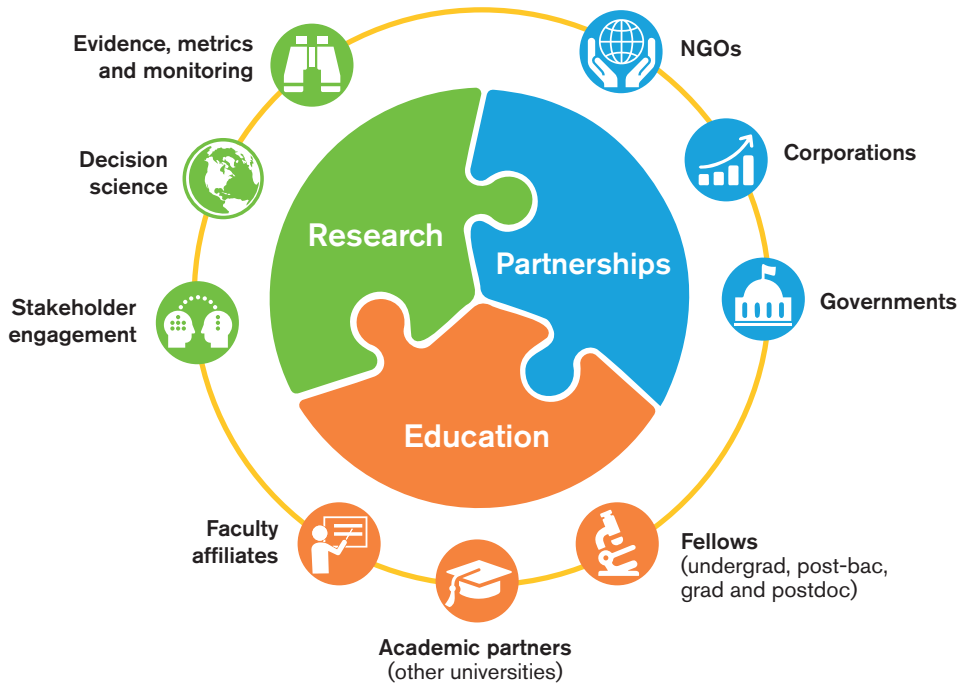 Evidence, metrics
and monitoring
NGOs
Decision
science
Corporations
Research
Partnerships
Stakeholder
engagement
Governments
Education
Faculty
affiliates
Fellows
(undergrad, post-bac,
grad and postdoc)
Academic partners
(other universities)